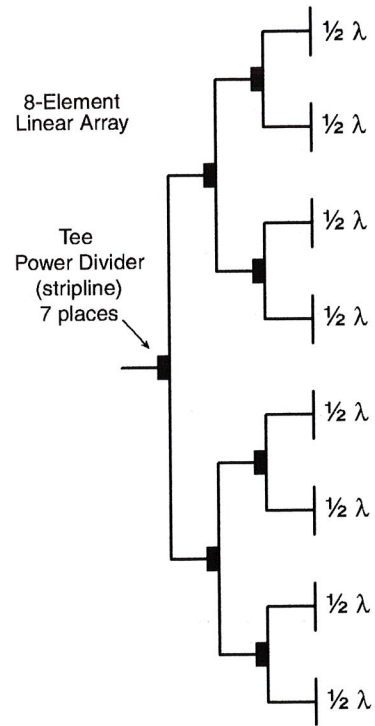 ½ λ
8-Element
Linear Array
½ λ
½ λ
Tee
Power Divider
(stripline)
7 places
½ λ
½ λ
½ λ
½ λ
½ λ